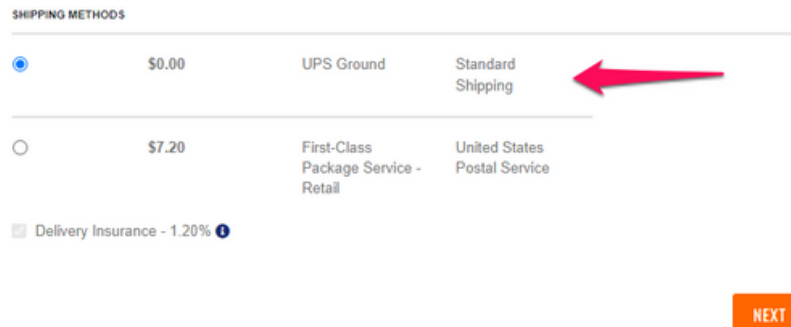 SHIPPING METHODS
$0.00 UPS Ground Standard
Shipping
$7.20 First-Class United States
Package Service - Postal Service
Retail
Delivery Insurance - 1.20% i
NEXT